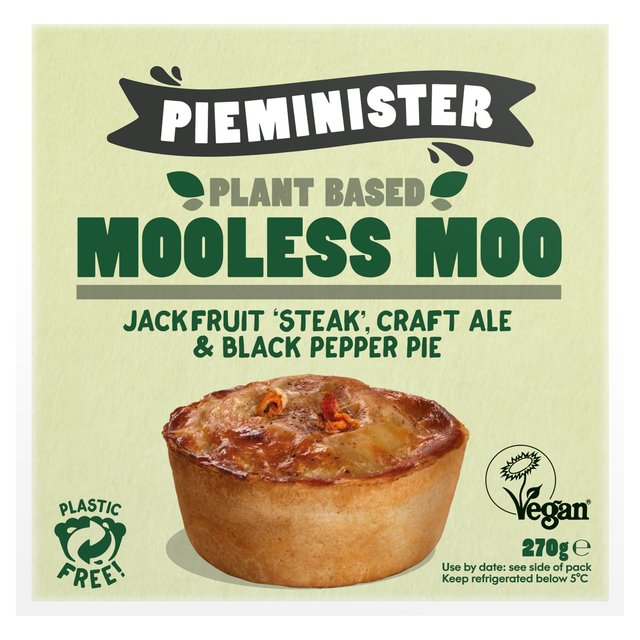 PIEMINISTER
PLANT BASED
MOOLESS MOO
JACKFRUIT ‘STEAK’, CRAFT ALE
& BLACK PEPPER PIE
PLASTIC
FREE!
Vegan®
270g ℮
Use by date: see side of pack
Keep refrigerated below 5°C